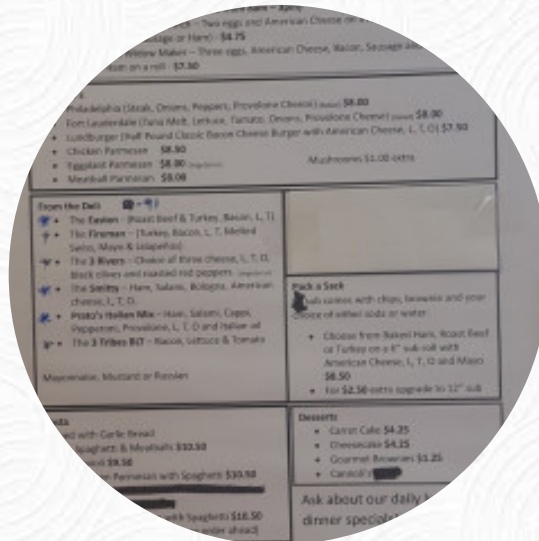 - Two eggs and American Cheese on a
or Ham) - $4.75
Maker - Three eggs, American Cheese, Bacon, Sausage and
on a roll - $7.50
Philadelphia (Steak, Onions, Peppers, Provolone Cheese) $8.00
(Tuna Melt, Lettuce, Tomato, Onions, Provolone Cheese) $8.00
Lundburger (Half Pound Classic Bacon Cheese Burger with American Cheese, L, T, O) $7.50
Chicken Parmesan $8.50
Eggplant Parmesan $8.00
Mushrooms $1.00 extra
Meatball Parmesan $8.00
From the Deli
The Easton - (Roast Beef & Turkey, Bacon, L, T)
The Fireman - (Turkey, Bacon, L, T, Melted
Swiss, Mayo & Jalapeños)
The 3 Rivers - Choice of three cheese, L, T, O,
black olives and roasted red peppers
The Smitty - Ham, Salami, Bologna, American
cheese, L, T, O.
Prato's Italian Mix - Ham, Salami, Capex,
Pepperoni, Provolone, L, T, O and Italian oil
The 3 Tribes BLT - Bacon, Lettuce & Tomato
Mayonnaise, Mustard or Russian
Pack a Sack
sub comes with chips, brownie and your
choice of either soda or water
Choose from Baked Ham, Roast Beef
or Turkey on a 6" sub roll with
American Cheese, L, T, O and Mayo
$8.50
For $2.50 extra upgrade to 12" sub
with Garlic Bread
Spaghetti & Meatballs $10.50
$9.50
Parmesan with Spaghetti $10.50
with Spaghetti $10.50
ahead)
Desserts
Carrot Cake $4.25
Cheesecake $4.25
Gourmet Brownies $1.25
Cannoli's
Ask about our daily
dinner specials